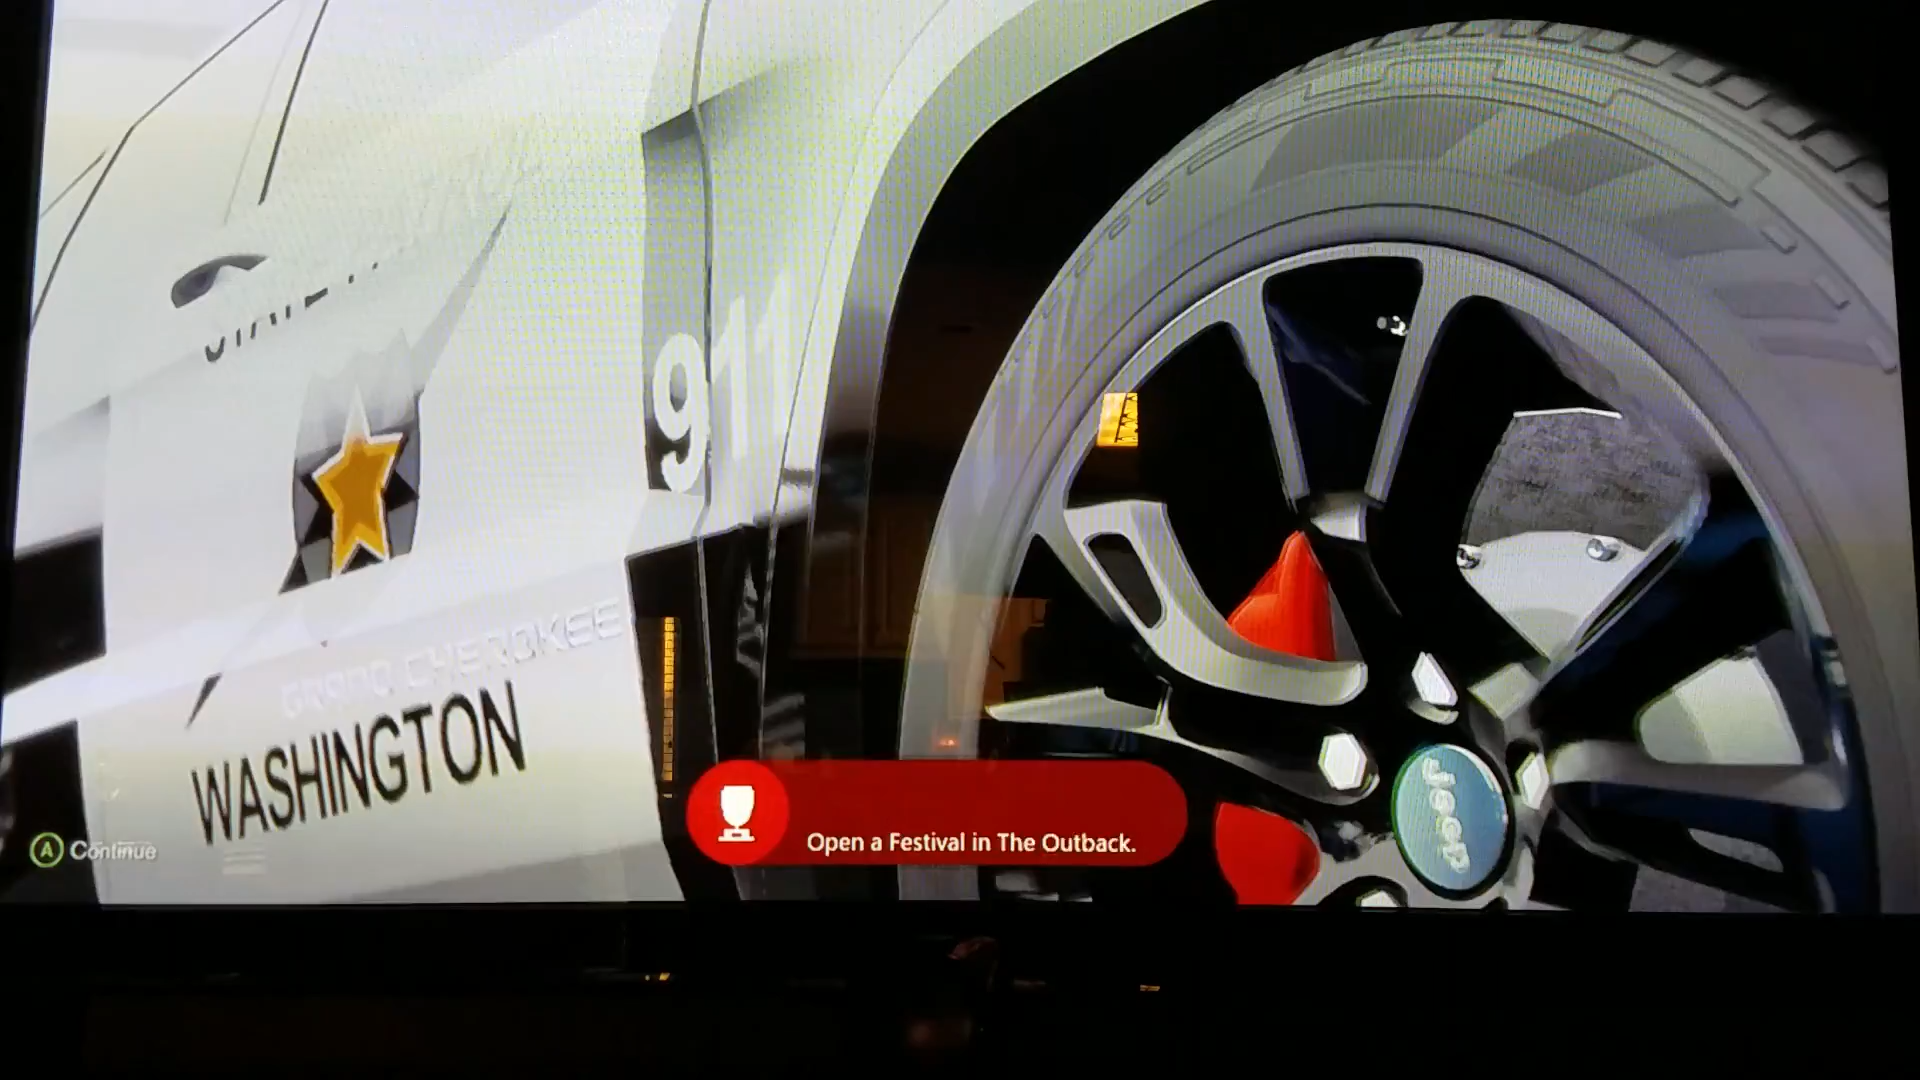 911
GRAND CHEROKEE
WASHINGTON
Jeep
Open a Festival in The Outback.
A Continue